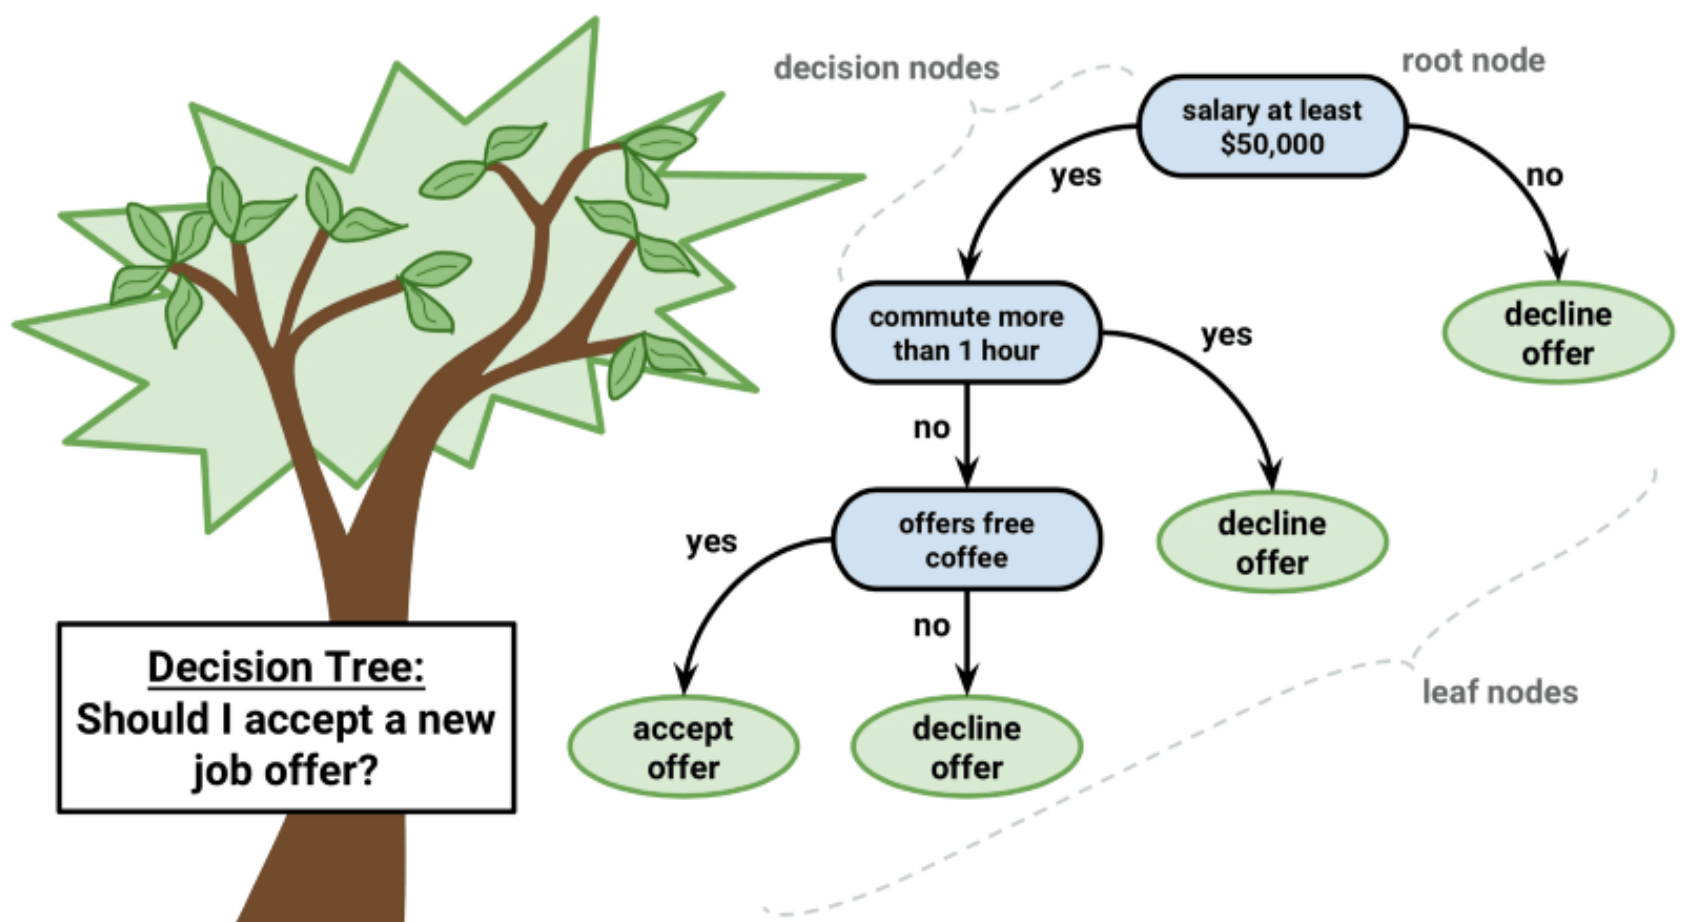 decision nodes
root node
salary at least
$50,000
yes
no
decline
offer
commute more
than 1 hour
yes
no
decline
offer
offers free
coffee
yes
no
accept
offer
decline
offer
leaf nodes
Decision Tree:
Should I accept a new
job offer?